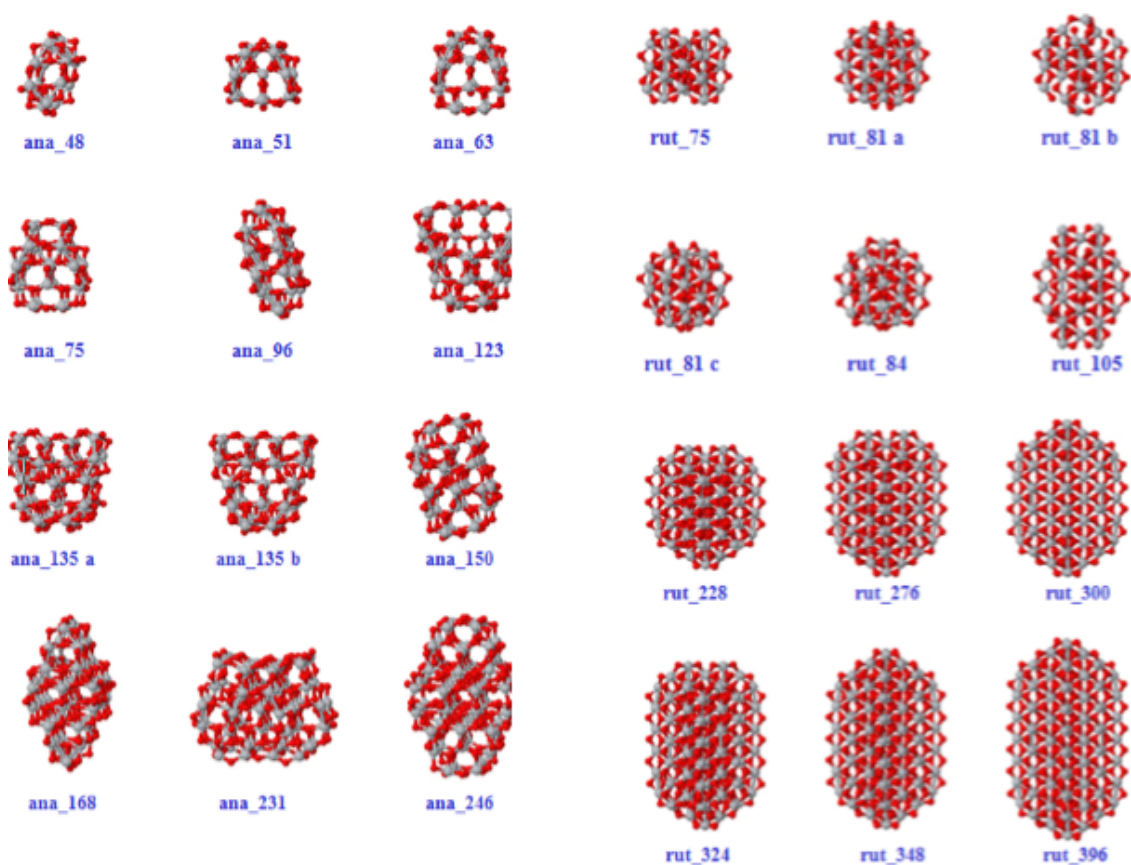 ana_48
ana_51
ana_63
rut_75
rut_81 a
rut_81 b
ana_75
ana_96
ana_123
rut_81 c
rut_84
rut_105
ana_135 a
ana_135 b
ana_150
rut_228
rut_276
rut_300
ana_168
ana_231
ana_246
rut_324
rut_348
rut_396